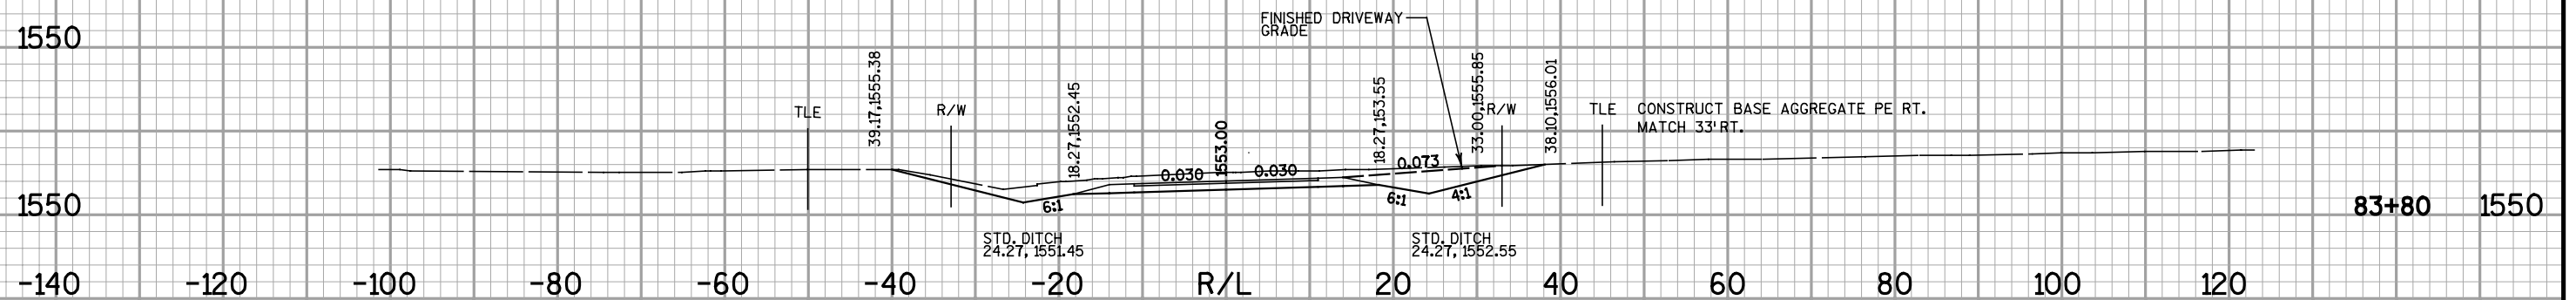 FINISHED DRIVEWAY
GRADE
1550
39.17,1555.38
18.27,1552.45
1553.00
18.27,1553.55
33.00,1555.85
38.10,1556.01
TLE
R/W
R/W
TLE
CONSTRUCT BASE AGGREGATE PE RT.
MATCH 33'RT.
0.030
0.030
0.073
6:1
6:1
4:1
1550
83+80
1550
STD. DITCH
24.27, 1551.45
STD. DITCH
24.27, 1552.55
-140 -120 -100 -80 -60 -40 -20 R/L 20 40 60 80 100 120